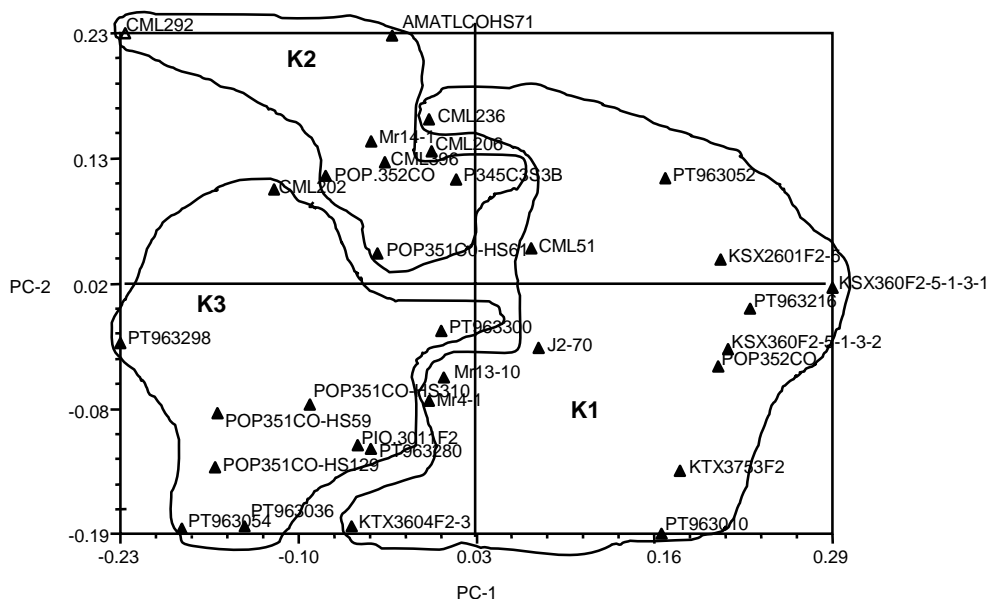 CML292
AMATLCOHS71
0.23
K2
CML236
Mr14-1
CML206
0.13
CML396
POP.352CO
P345C3S3B
PT963052
CML202
POP351C0-HS61
CML51
KSX2601F2-6
PC-2
0.02
KSX360F2-5-1-3-1
K3
PT963216
PT963298
PT963300
J2-70
KSX360F2-5-1-3-2
POP352CO
Mr13-10
POP351CO-HS310
Mr4-1
-0.08
POP351CO-HS59
K1
PIO.3011F2
PT963280
POP351CO-HS129
KTX3753F2
PT963036
PT963054
KTX3604F2-3
PT963010
-0.19
-0.23
-0.10
0.03
0.16
0.29
PC-1